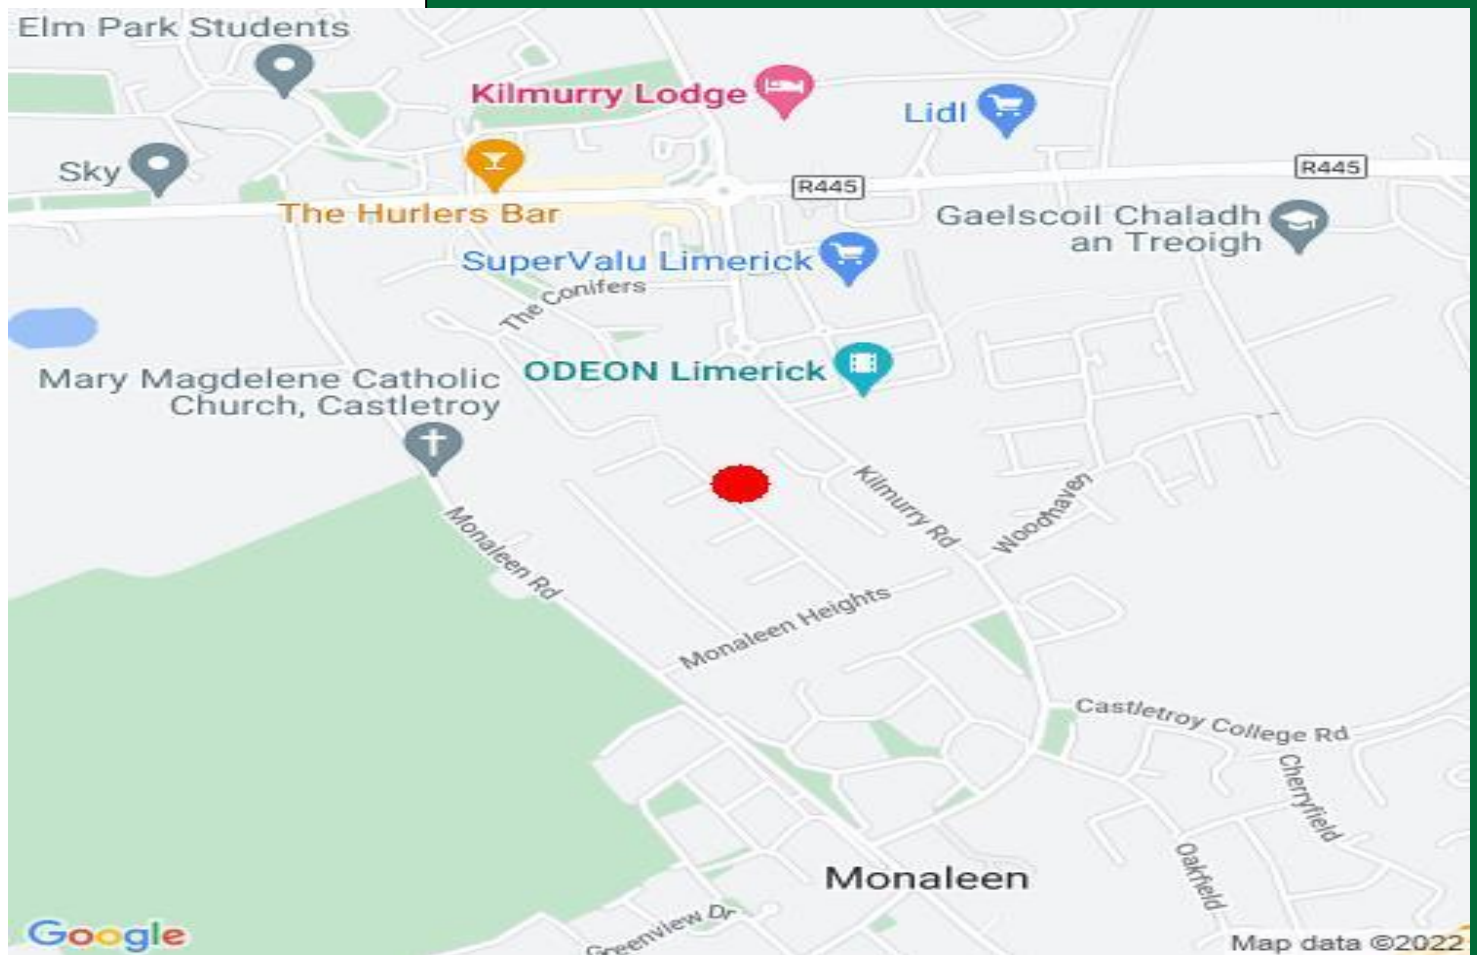 Elm Park Students
Kilmurry Lodge
Lidl
Sky
R445
R445
The Hurlers Bar
Gaelscoil Chaladh
an Treoigh
SuperValu Limerick
The Conifers
Mary Magdelene Catholic
Church, Castletroy
ODEON Limerick
Kilmurry Rd
Woodhaven
Monaleen Rd
Monaleen Heights
Castletroy College Rd
Cherryfield
Oakfield
Monaleen
Greenview Dr
Google
Map data ©2022